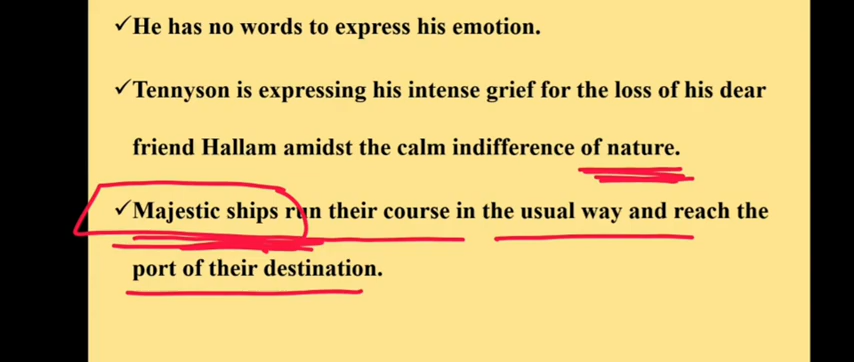 ✓He has no words to express his emotion.
✓Tennyson is expressing his intense grief for the loss of his dear
friend Hallam amidst the calm indifference of nature.
✓Majestic ships run their course in the usual way and reach the
port of their destination.